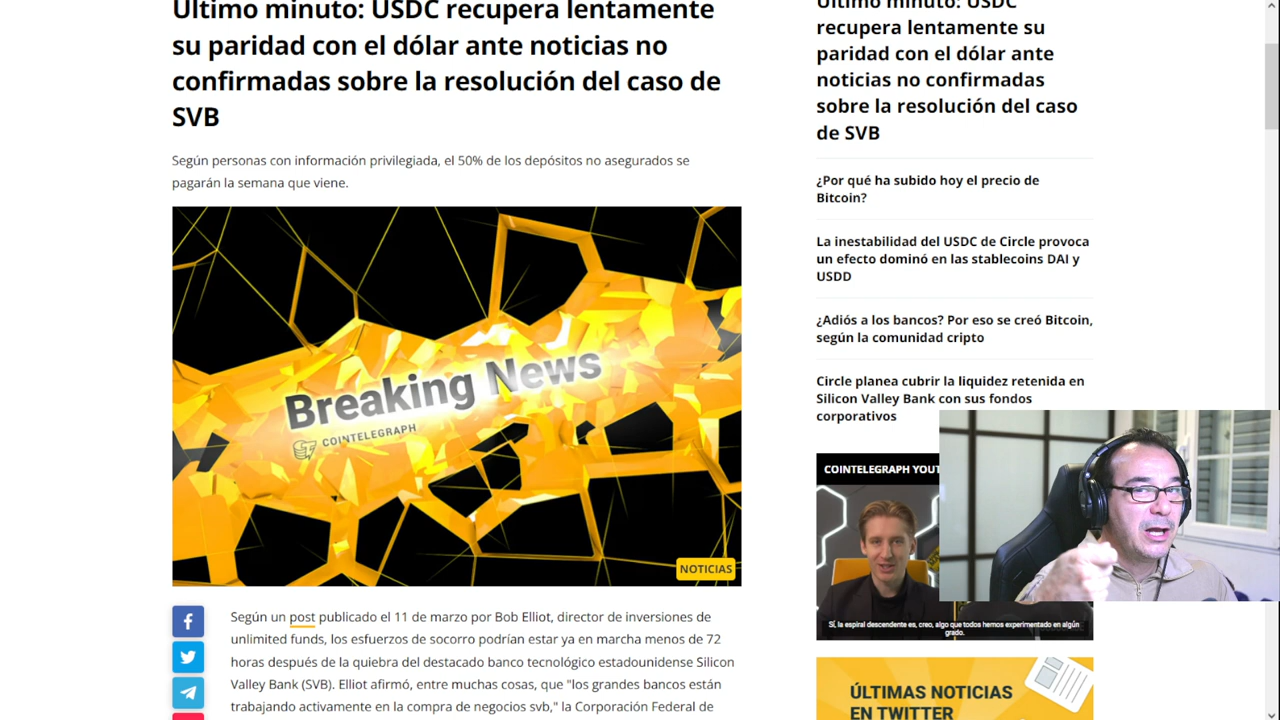 Último minuto: USDC recupera lentamente
su paridad con el dólar ante noticias no
confirmadas sobre la resolución del caso de
SVB
Según personas con información privilegiada, el 50% de los depósitos no asegurados se
pagarán la semana que viene.
Breaking News
COINTELEGRAPH
NOTICIAS
Según un post publicado el 11 de marzo por Bob Elliot, director de inversiones de
unlimited funds, los esfuerzos de socorro podrían estar ya en marcha menos de 72
horas después de la quiebra del destacado banco tecnológico estadounidense Silicon
Valley Bank (SVB). Elliot afirmó, entre muchas cosas, que "los grandes bancos están
trabajando activamente en la compra de negocios svb," la Corporación Federal de
Último minuto: USDC
recupera lentamente su
paridad con el dólar ante
noticias no confirmadas
sobre la resolución del caso
de SVB
¿Por qué ha subido hoy el precio de
Bitcoin?
La inestabilidad del USDC de Circle provoca
un efecto dominó en las stablecoins DAI y
USDD
¿Adiós a los bancos? Por eso se creó Bitcoin,
según la comunidad cripto
Circle planea cubrir la liquidez retenida en
Silicon Valley Bank con sus fondos
corporativos
COINTELEGRAPH YOUT
SÍ, la espiral descendente es, creo, algo que todos hemos experimentado en algún
grado.
ÚLTIMAS NOTICIAS
EN TWITTER